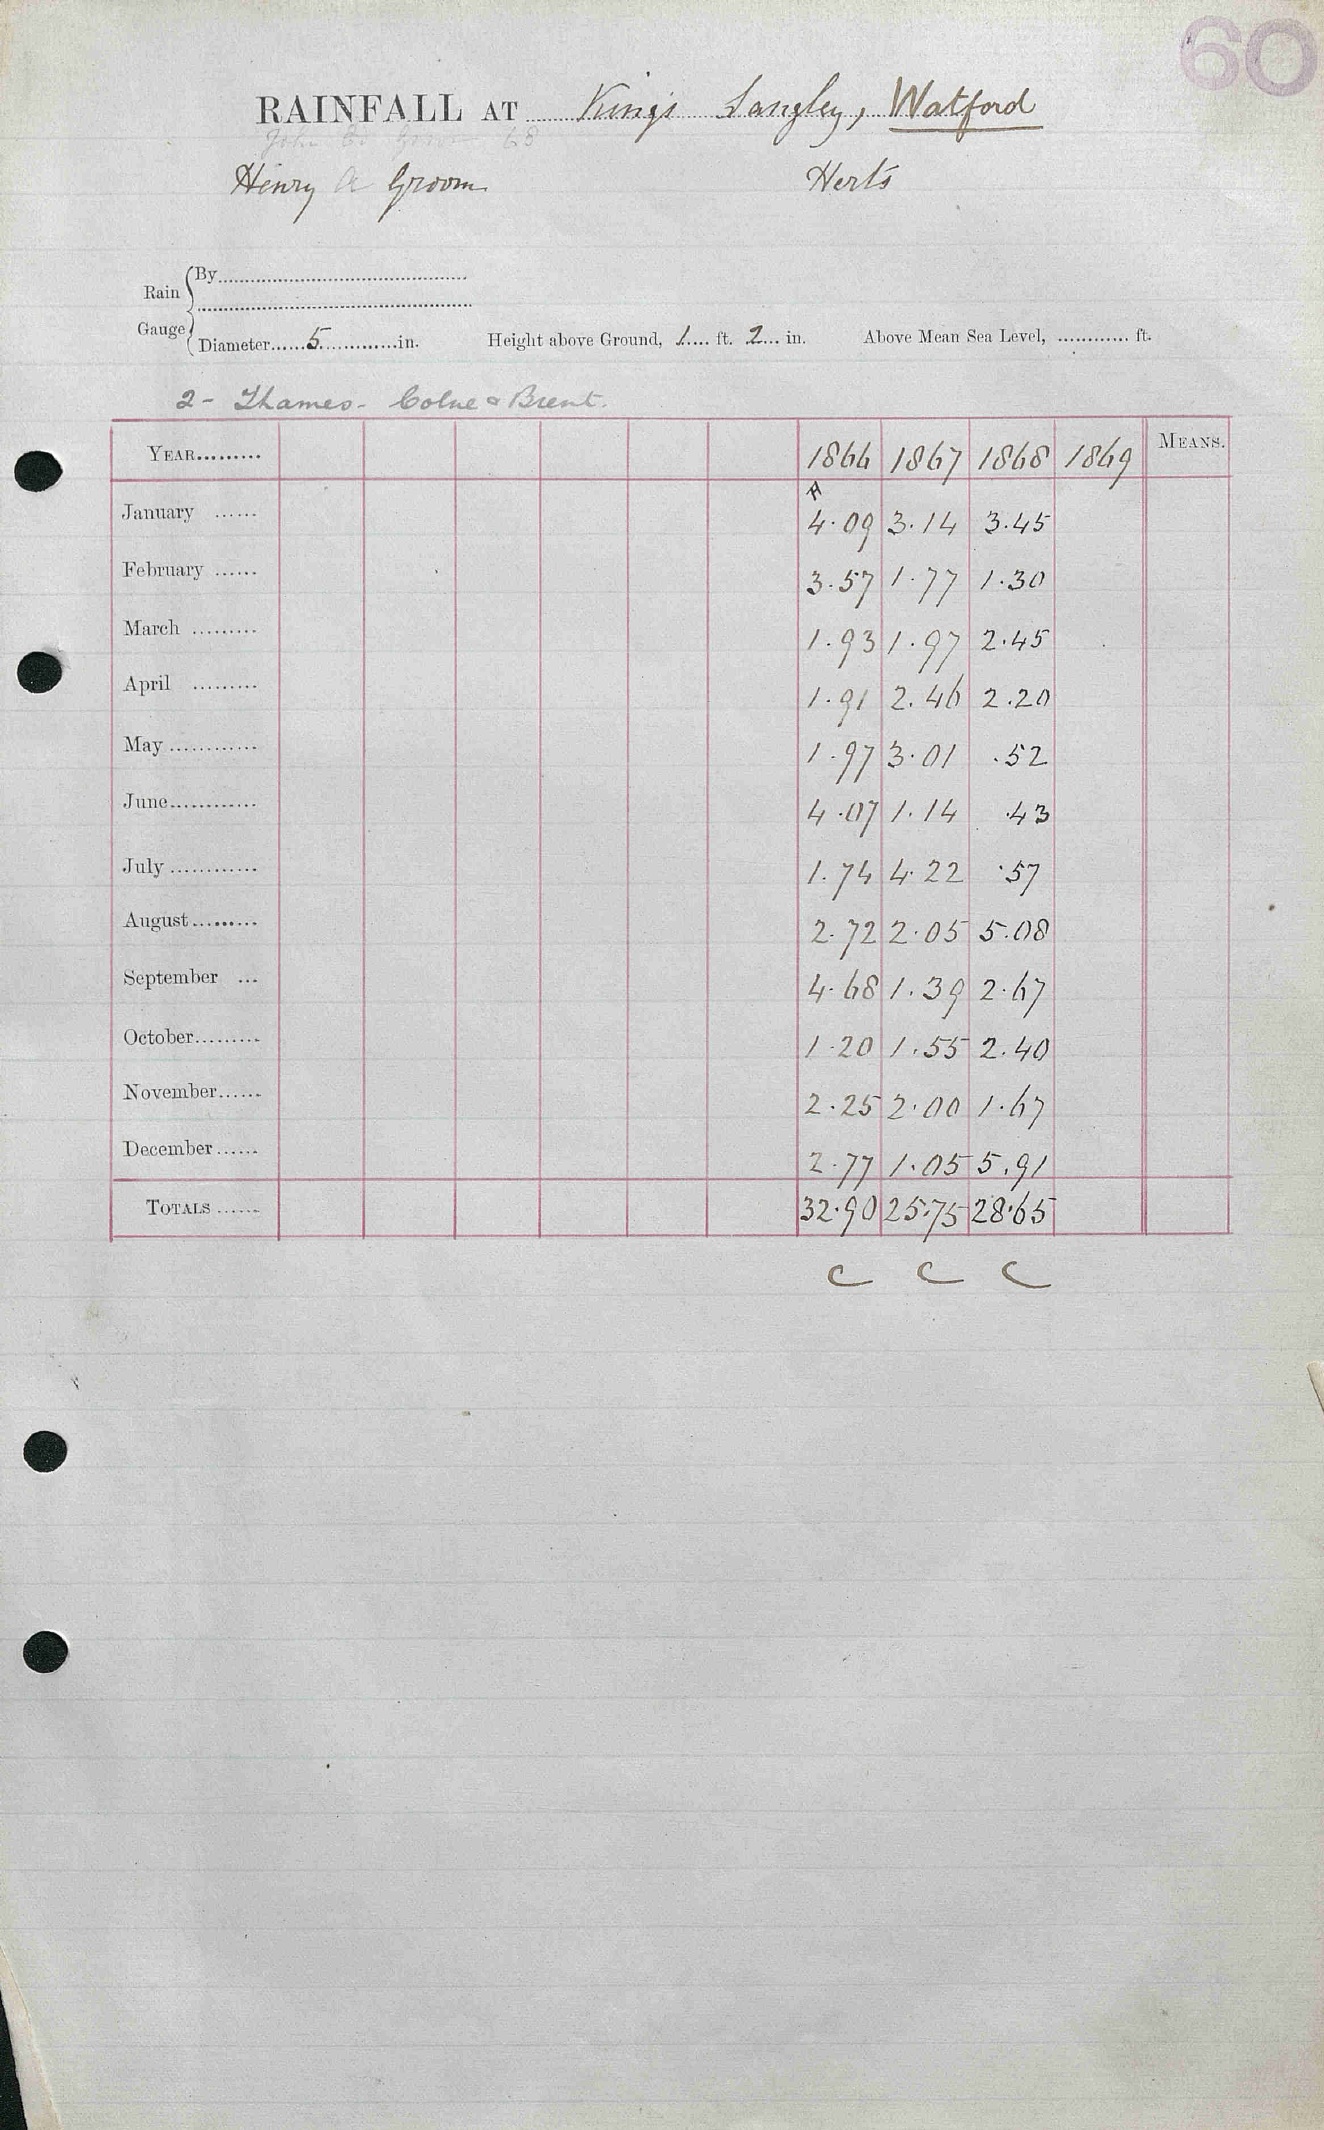 60
RAINFALL AT Kings Langley, Watford
John 68
Henry A Groom Herts
Rain Gauge { By
Diameter 5 in. Height above Ground, 1 ft. 2 in. Above Mean Sea Level, ft.
2 - Thames - Colne & Brent.
YEAR 1866 1867 1868 1869 MEANS.
A
January 4.09 3.14 3.45
February 3.57 1.77 1.30
March 1.93 1.97 2.45
April 1.91 2.46 2.20
May 1.97 3.01 .52
June 4.07 1.14 .43
July 1.74 4.22 .57
August 2.72 2.05 5.08
September 4.68 1.39 2.67
October 1.20 1.55 2.40
November 2.25 2.00 1.67
December 2.77 1.05 5.91
TOTALS 32.90 25.75 28.65
C C C